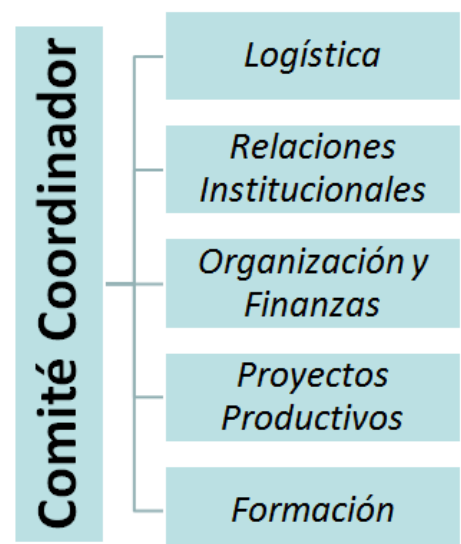 Comité Coordinador
Logística
Relaciones
Institucionales
Organización y
Finanzas
Proyectos
Productivos
Formación